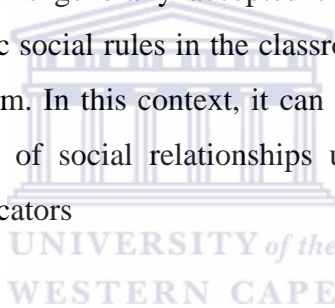 generally accepted
c social rules in the classro
m. In this context, it can
of social relationships u
cators
UNIVERSITY of the
WESTERN CAPE